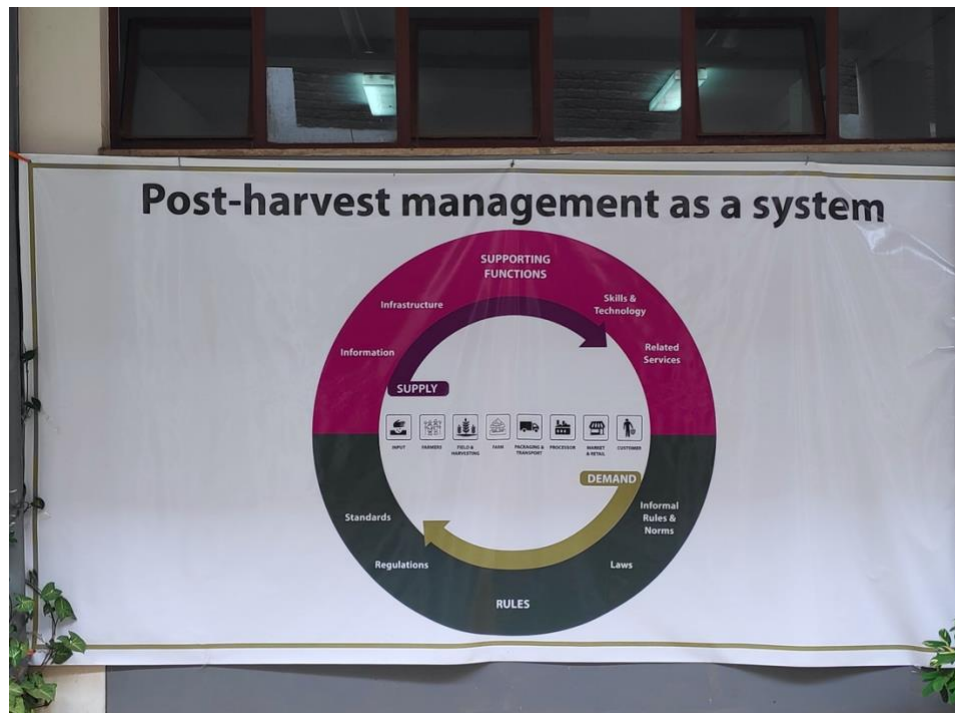 Post-harvest management as a system
SUPPORTING
FUNCTIONS
Infrastructure
Skills &
Technology
Information
Related
Services
SUPPLY
INPUT
FARMERS
FIELD &
HARVESTING
FARM
PACKAGING &
TRANSPORT
PROCESSOR
MARKET
& RETAIL
CUSTOMER
DEMAND
Standards
Informal
Rules &
Norms
Regulations
Laws
RULES